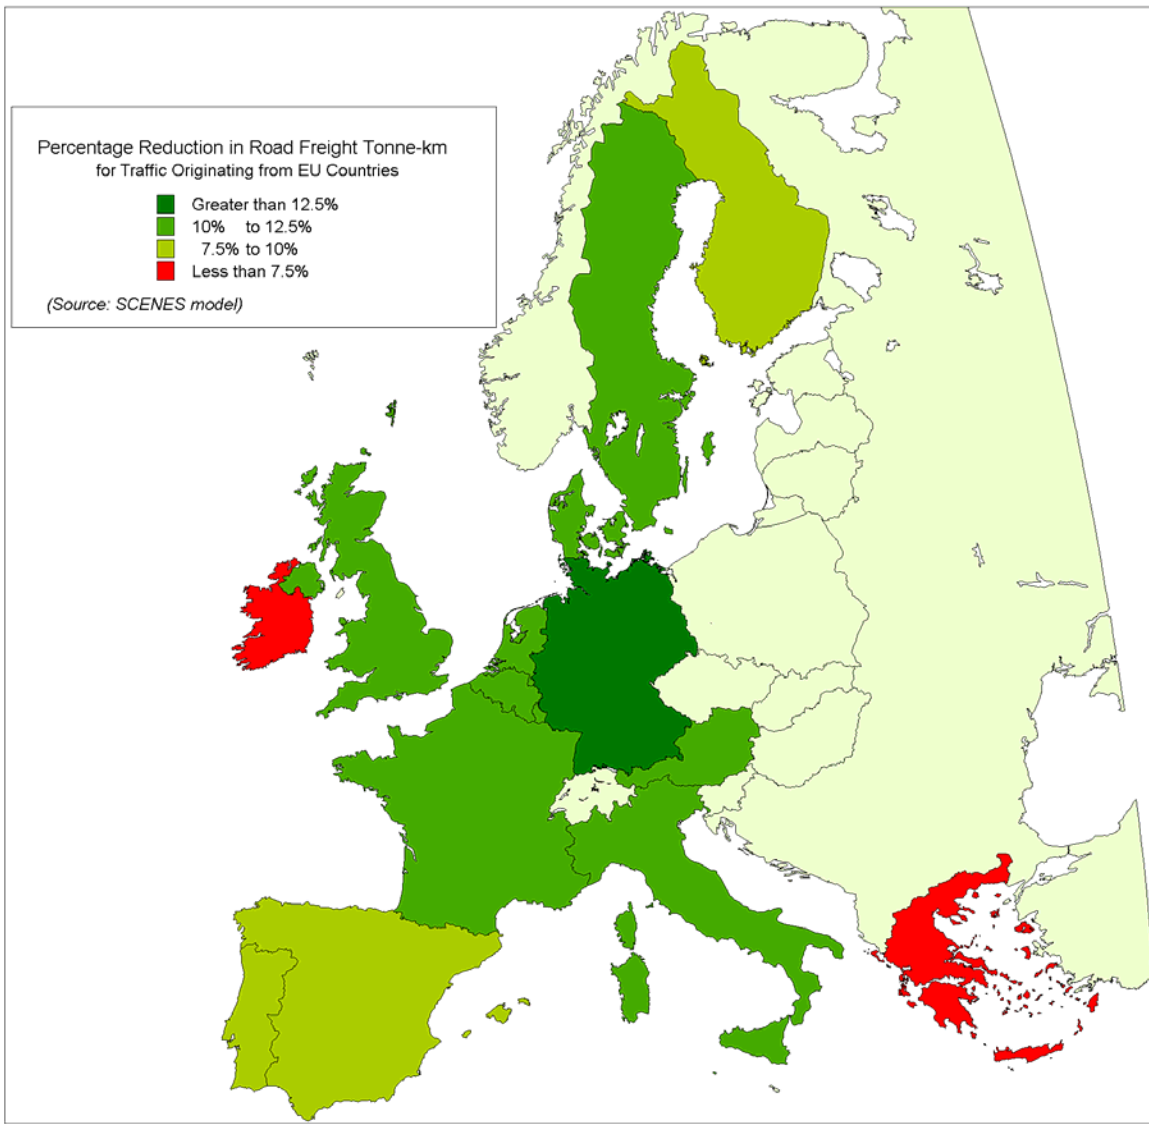 Percentage Reduction in Road Freight Tonne-km
for Traffic Originating from EU Countries
Greater than 12.5%
10% to 12.5%
7.5% to 10%
Less than 7.5%
(Source: SCENES model)